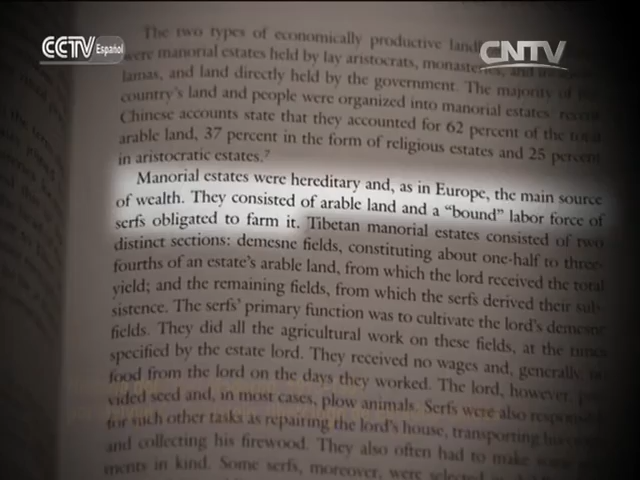 CCTV Español
CNTV
The two types of economically productive
were manorial estates held by lay aristocrats, and
lamas, and land directly held by the government. The majority of
country's land and people were organized into manorial estates:
Chinese accounts state that they accounted for 62 percent of the total
arable land, 37 percent in the form of religious estates and 25 percent
in aristocratic estates.7
Manorial estates were hereditary and, as in Europe, the main source
of wealth. They consisted of arable land and a "bound" labor force of
serfs obligated to farm it. Tibetan manorial estates consisted of two
distinct sections: demesne fields, constituting about one-half to three-
fourths of an estate's arable land, from which the lord received the total
yield; and the remaining fields, from which the serfs derived their sub-
sistence. The serfs' primary function was to cultivate the lord's demesne
fields. They did all the agricultural work on these fields, at the times
specified by the estate lord. They received no wages and, generally, no
food from the lord on the days they worked. The lord, however,
vided seed and, in most cases, plow animals. Serfs were also
for such other tasks as repairing the lord's house, transporting his
and collecting his firewood. They also often had to make
ments in kind. Some serfs, moreover, were